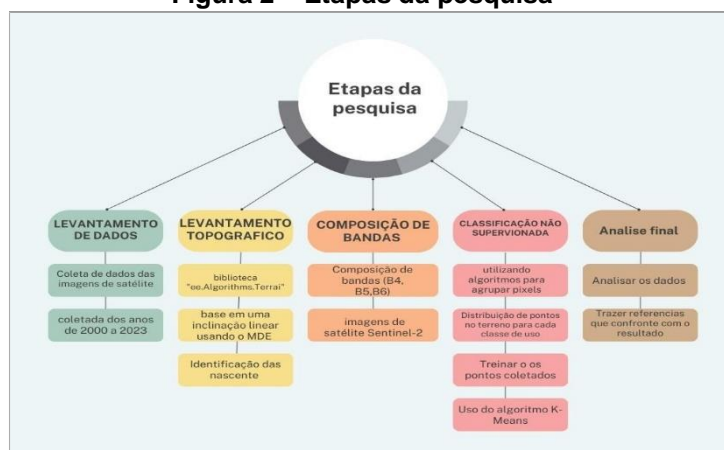 Figura 2 – Etapas da pesquisa
Etapas da
pesquisa
LEVANTAMENTO
DE DADOS
Coleta de dados das
imagens de satélite
coletada dos anos
de 2000 a 2023
LEVANTAMENTO
TOPOGRAFICO
biblioteca
"ee.Algorithms.Terrai"
base em uma
inclinação linear
usando o MDE
Identificação das
nascente
COMPOSIÇÃO DE
BANDAS
Composição de
bandas (B4,
B5,B6)
imagens de
satélite Sentinel-2
CLASSIFICAÇÃO NÃO
SUPERVIONADA
utilizando
algoritmos para
agrupar pixels
Distribuição de pontos
no terreno para cada
classe de uso
Treinar o os
pontos coletados
Uso do algoritmo K-
Means
Analise final
Analisar os dados
Trazer referencias
que confronte com o
resultado